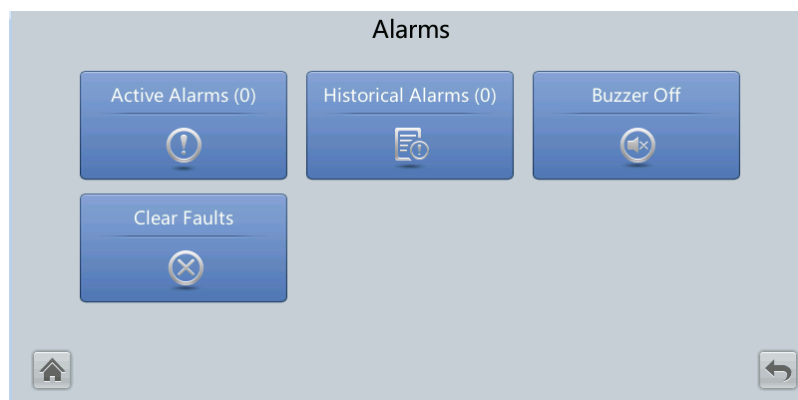 Alarms
Active Alarms (0)
Historical Alarms (0)
Buzzer Off
Clear Faults